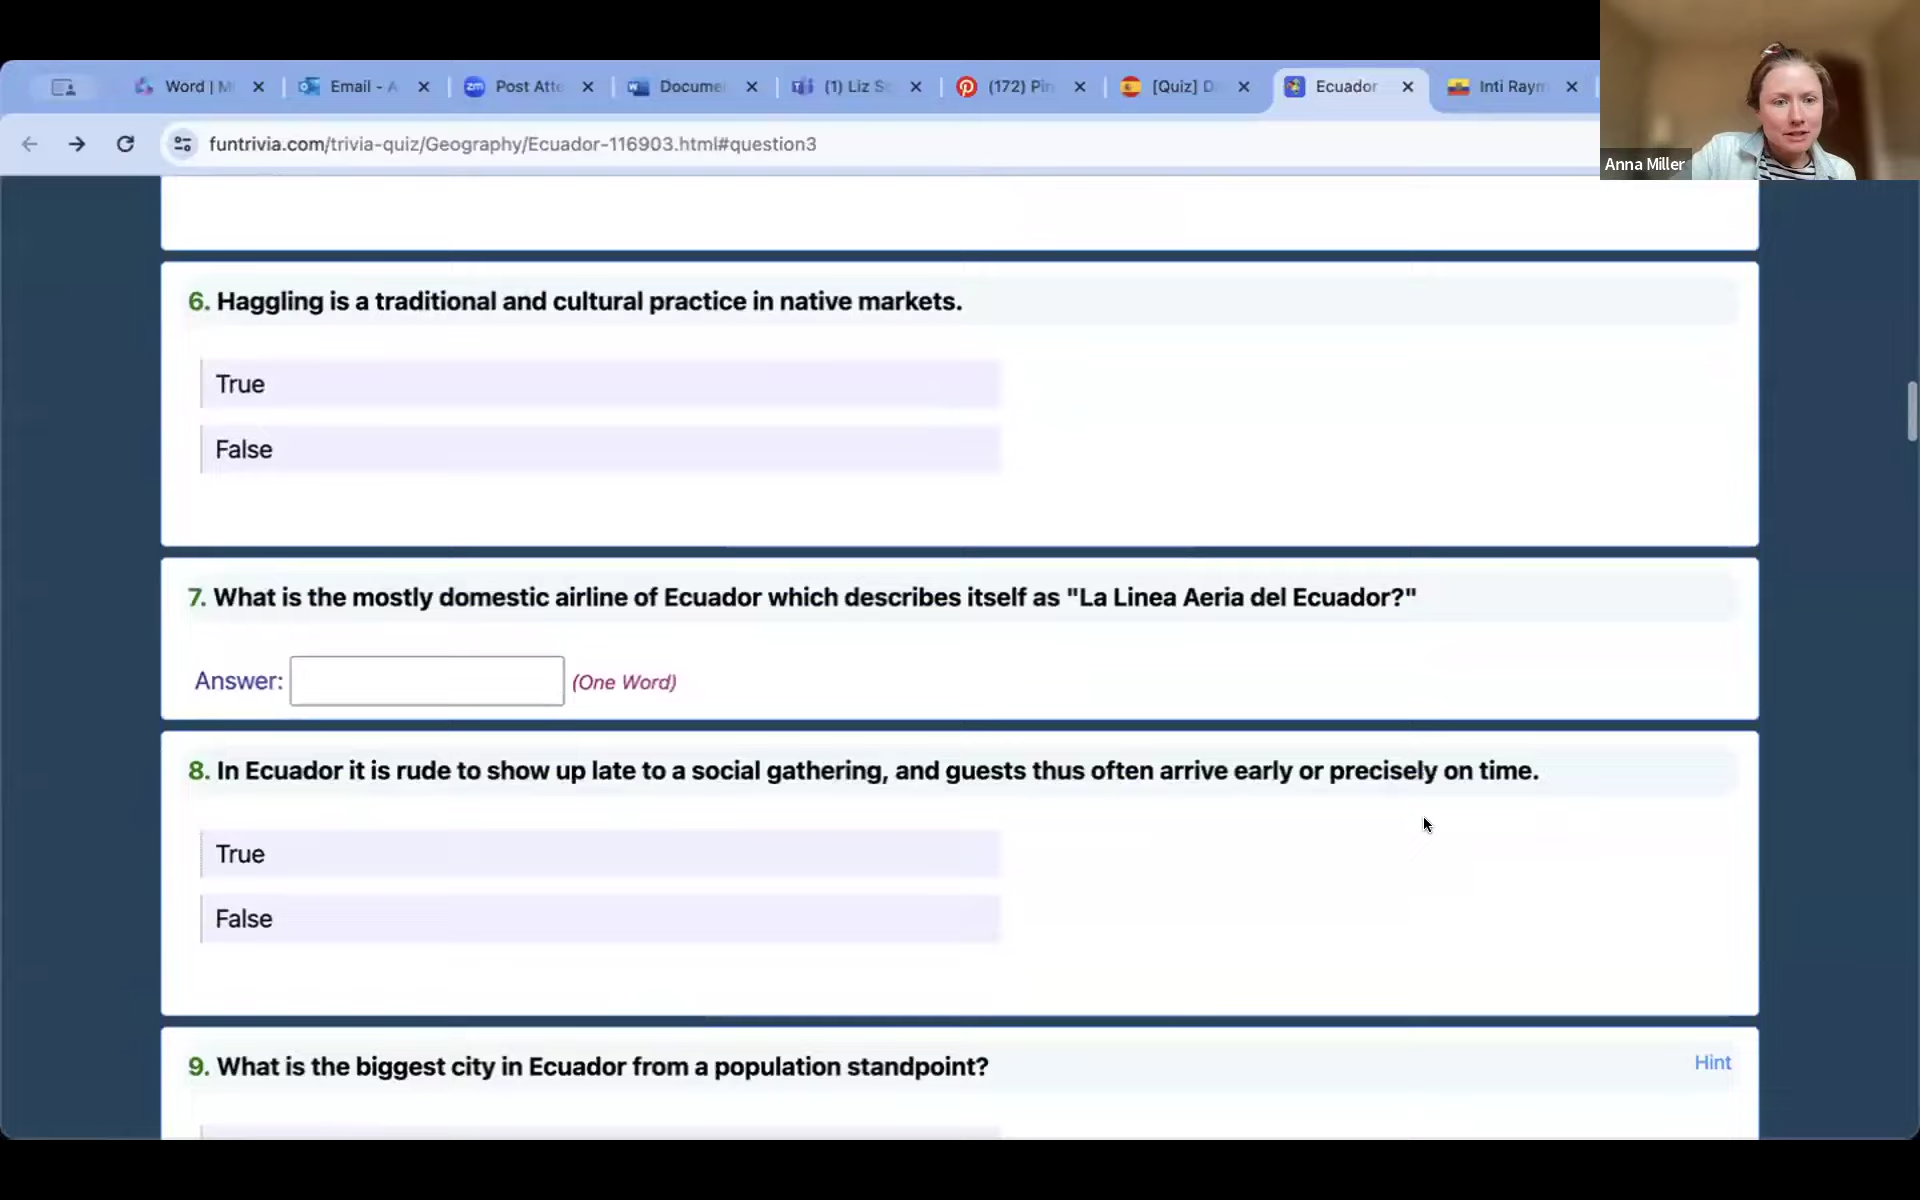 Word | M
Email - A
Post Atte
Docume
(1) Liz S
(172) Pin
[Quiz] D
Ecuador
Inti Raym
funtrivia.com/trivia-quiz/Geography/Ecuador-116903.html#question3
Anna Miller
6. Haggling is a traditional and cultural practice in native markets.
True
False
7. What is the mostly domestic airline of Ecuador which describes itself as "La Linea Aeria del Ecuador?"
Answer: (One Word)
8. In Ecuador it is rude to show up late to a social gathering, and guests thus often arrive early or precisely on time.
True
False
9. What is the biggest city in Ecuador from a population standpoint?
Hint